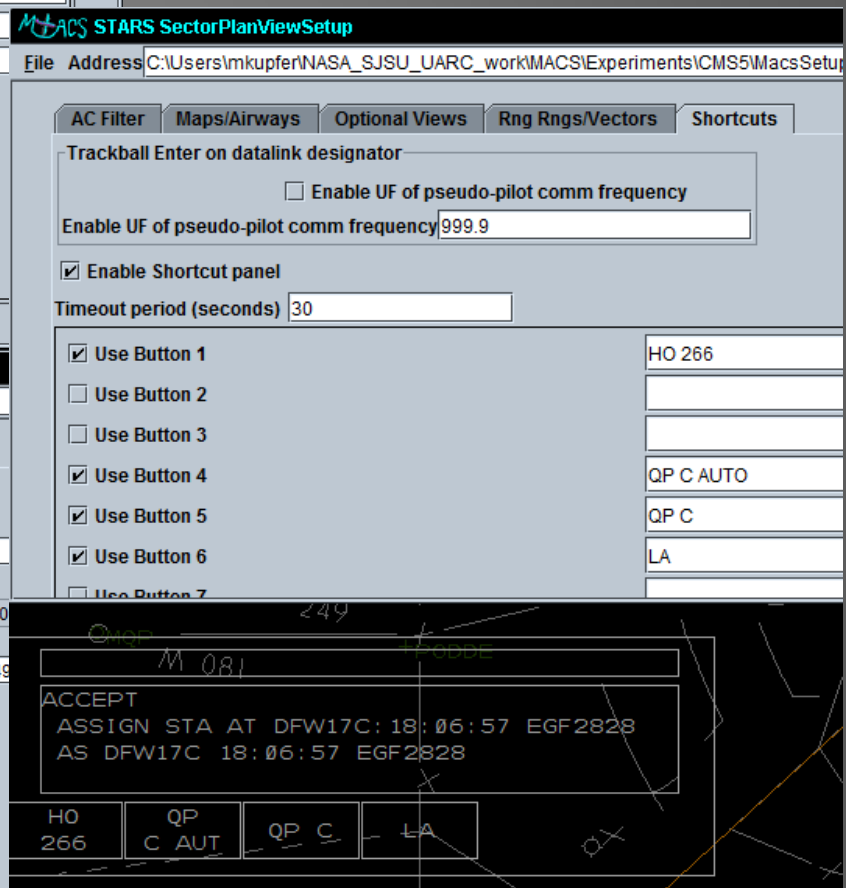 MACS STARS SectorPlanViewSetup
File Address C:\Users\mkupfer\NASA_SJSU_UARC_work\MACS\Experiments\CMS5\MacsSetup
AC Filter Maps/Airways Optional Views Rng Rngs/Vectors Shortcuts
Trackball Enter on datalink designator
Enable UF of pseudo-pilot comm frequency
Enable UF of pseudo-pilot comm frequency 999.9
Enable Shortcut panel
Timeout period (seconds) 30
Use Button 1 HO 266
Use Button 2
Use Button 3
Use Button 4 QP C AUTO
Use Button 5 QP C
Use Button 6 LA
Use Button 7
249
MQP
PODDE
W 081
ACCEPT
ASSIGN STA AT DFW17C:18:06:57 EGF2828
AS DFW17C 18:06:57 EGF2828
HO 266
QP C AUT
QP C
LA